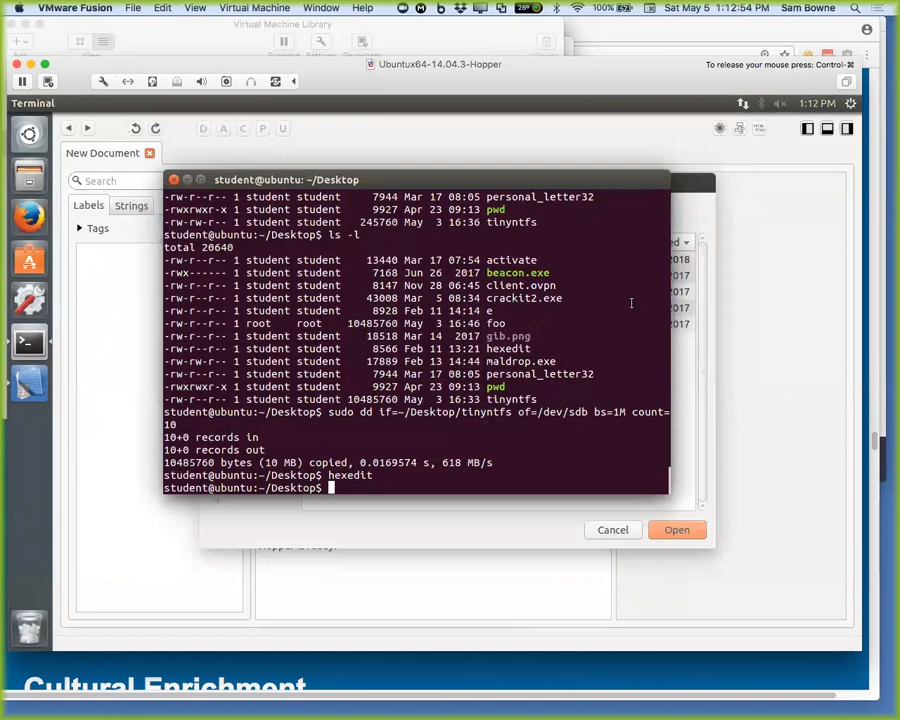 VMware Fusion File Edit View Virtual Machine Window Help 26° 100% Sat May 5 1:12:54 PM Sam Bowne
Virtual Machine Library
Ubuntux64-14.04.3-Hopper
To release your mouse press: Control-⌘
Terminal
1:12 PM
D A C P U
New Document
student@ubuntu: ~/Desktop
Search
Labels Strings
Tags
-rw-r--r-- 1 student student 7944 Mar 17 08:05 personal_letter32
-rwxrwxr-x 1 student student 9927 Apr 23 09:13 pwd
-rw-r--r-- 1 student student 245760 May 3 16:36 tinyntfs
student@ubuntu:~/Desktop$ ls -l
total 20640
-rw-r--r-- 1 student student 13440 Mar 17 07:54 activate
-rwx------ 1 student student 7168 Jun 26 2017 beacon.exe
-rw-r--r-- 1 student student 8147 Nov 28 06:45 client.ovpn
-rw-r--r-- 1 student student 43008 Mar 5 08:34 crackit2.exe
-rw-r--r-- 1 student student 8928 Feb 11 14:14 e
-rw-r--r-- 1 root root 10485760 May 3 16:46 foo
-rw-r--r-- 1 student student 18518 Mar 14 2017 gib.png
-rw-r--r-- 1 student student 8566 Feb 11 13:21 hexedit
-rw-r--r-- 1 student student 17889 Feb 13 14:44 maldrop.exe
-rw-r--r-- 1 student student 7944 Mar 17 08:05 personal_letter32
-rwxrwxr-x 1 student student 9927 Apr 23 09:13 pwd
-rw-r--r-- 1 student student 10485760 May 3 16:33 tinyntfs
student@ubuntu:~/Desktop$ sudo dd if=~/Desktop/tinyntfs of=/dev/sdb bs=1M count=
10
10+0 records in
10+0 records out
10485760 bytes (10 MB) copied, 0.0169574 s, 618 MB/s
student@ubuntu:~/Desktop$ hexedit
student@ubuntu:~/Desktop$
ed
2018
2017
2017
2017
2017
Cancel Open
Cultural Enrichment